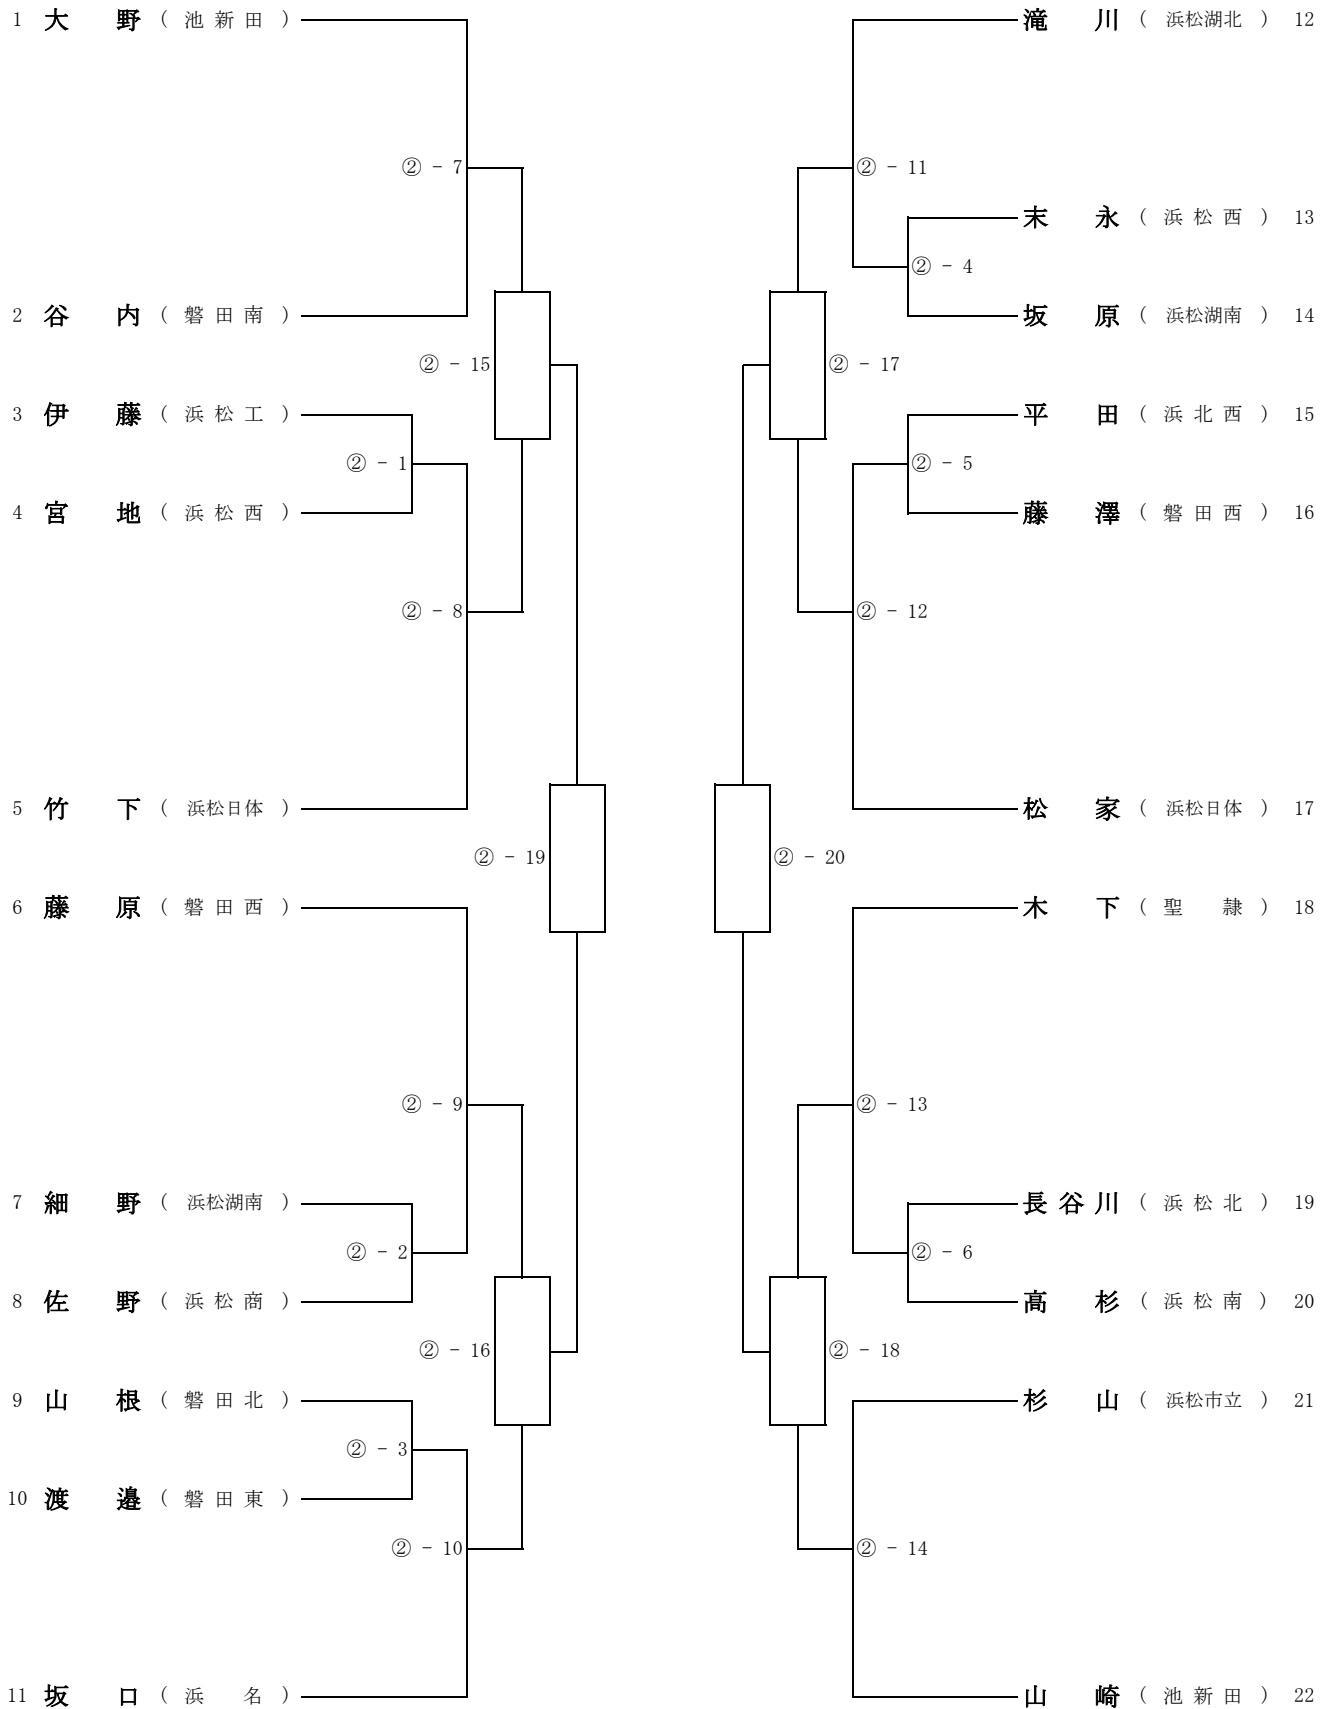 1 大 野 ( 池 新 田 )
② - 7
2 谷 内 ( 磐 田 南 )
② - 15
3 伊 藤 ( 浜 松 工 )
② - 1
4 宮 地 ( 浜 松 西 )
② - 8
5 竹 下 ( 浜松日体 )
② - 19
6 藤 原 ( 磐 田 西 )
② - 9
7 細 野 ( 浜松湖南 )
② - 2
8 佐 野 ( 浜 松 商 )
② - 16
9 山 根 ( 磐 田 北 )
② - 3
10 渡 邉 ( 磐 田 東 )
② - 10
11 坂 口 ( 浜 名 )
滝 川 ( 浜松湖北 ) 12
② - 11
末 永 ( 浜 松 西 ) 13
② - 4
坂 原 ( 浜松湖南 ) 14
② - 17
平 田 ( 浜 北 西 ) 15
② - 5
藤 澤 ( 磐 田 西 ) 16
② - 12
松 家 ( 浜松日体 ) 17
② - 20
木 下 ( 聖 隷 ) 18
② - 13
長 谷 川 ( 浜 松 北 ) 19
② - 6
髙 杉 ( 浜 松 南 ) 20
② - 18
杉 山 ( 浜松市立 ) 21
② - 14
山 崎 ( 池 新 田 ) 22